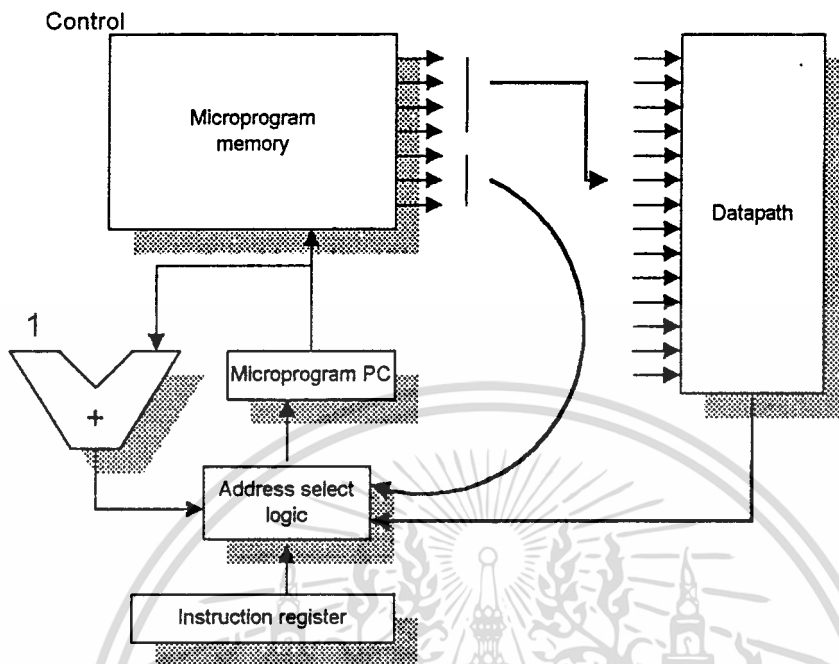 Control
Microprogram
memory
Datapath
1
+
Microprogram PC
Address select
logic
Instruction register